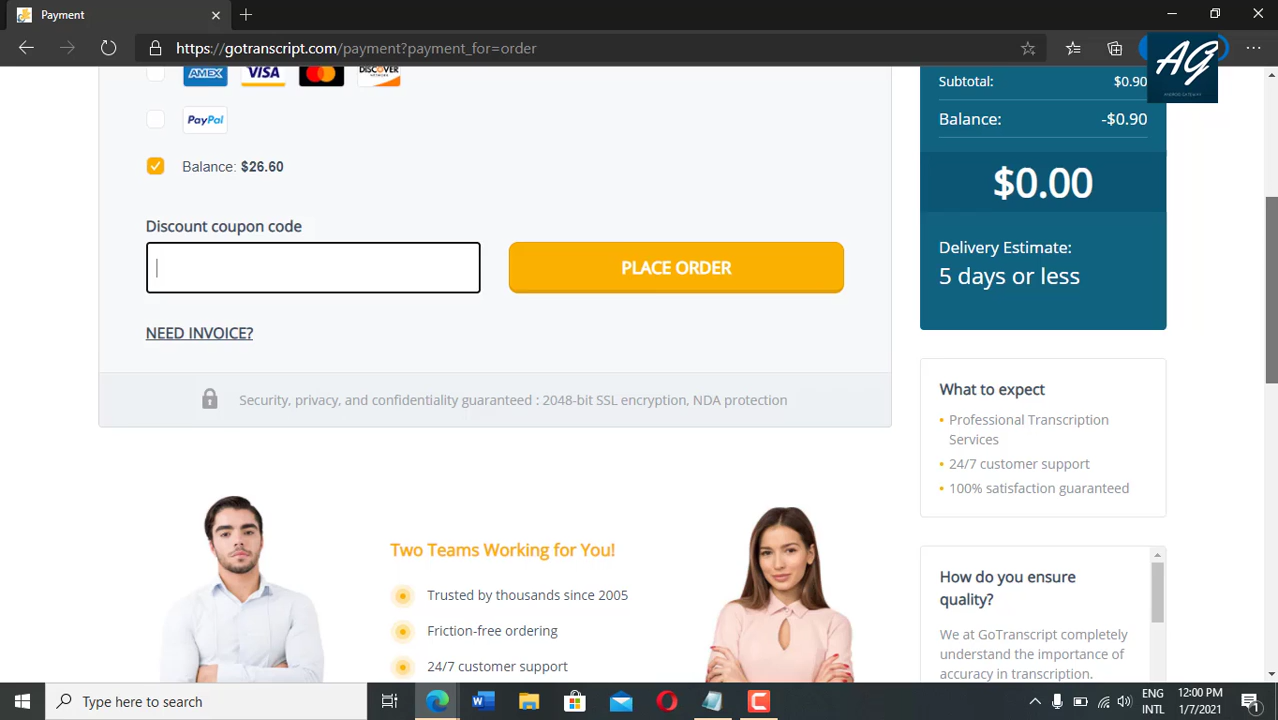 Payment
https://gotranscript.com/payment?payment_for=order
AG
AMEX VISA DISCOVER
PayPal
Balance: $26.60
Discount coupon code
PLACE ORDER
NEED INVOICE?
Security, privacy, and confidentiality guaranteed : 2048-bit SSL encryption, NDA protection
Two Teams Working for You!
Trusted by thousands since 2005
Friction-free ordering
24/7 customer support
Subtotal: $0.90
Balance: -$0.90
$0.00
Delivery Estimate:
5 days or less
What to expect
• Professional Transcription
Services
• 24/7 customer support
• 100% satisfaction guaranteed
How do you ensure
quality?
We at GoTranscript completely
understand the importance of
accuracy in transcription.
Type here to search
ENG
INTL
12:00 PM
1/7/2021
1